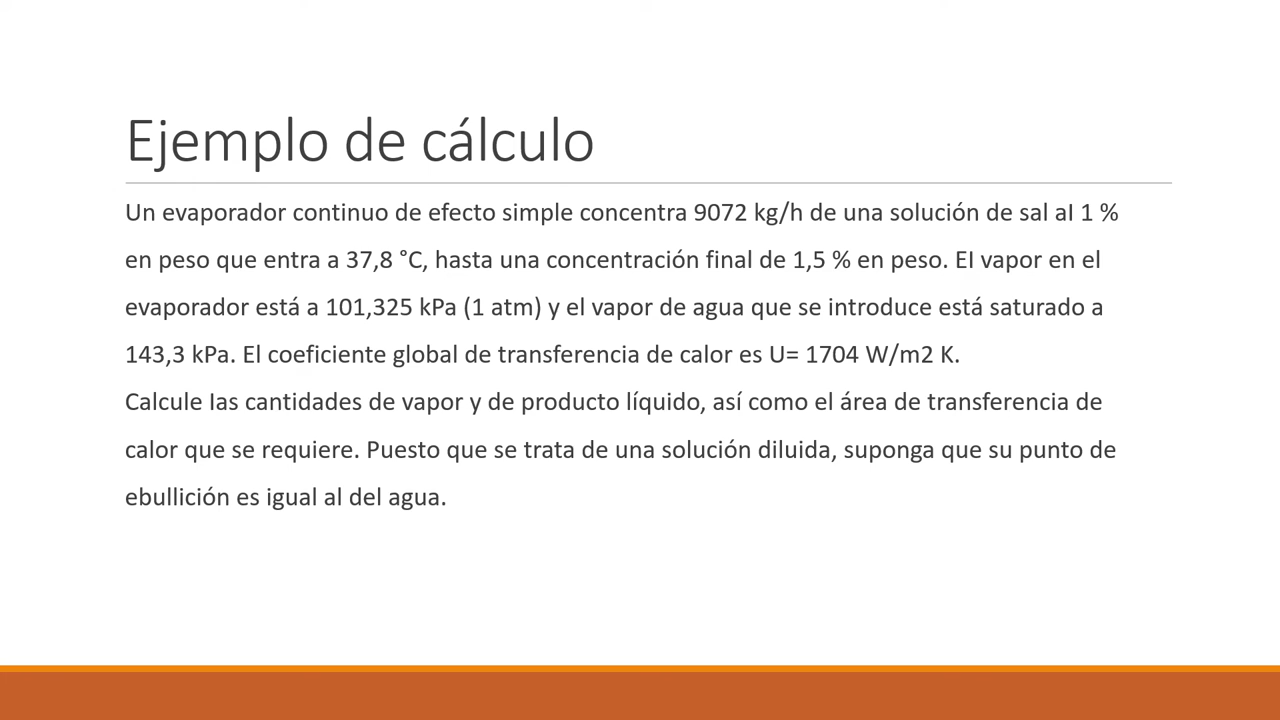 Ejemplo de cálculo
Un evaporador continuo de efecto simple concentra 9072 kg/h de una solución de sal aI 1 %
en peso que entra a 37,8 °C, hasta una concentración final de 1,5 % en peso. EI vapor en el
evaporador está a 101,325 kPa (1 atm) y el vapor de agua que se introduce está saturado a
143,3 kPa. El coeficiente global de transferencia de calor es U= 1704 W/m2 K.
Calcule Ias cantidades de vapor y de producto líquido, así como el área de transferencia de
calor que se requiere. Puesto que se trata de una solución diluida, suponga que su punto de
ebullición es igual al del agua.